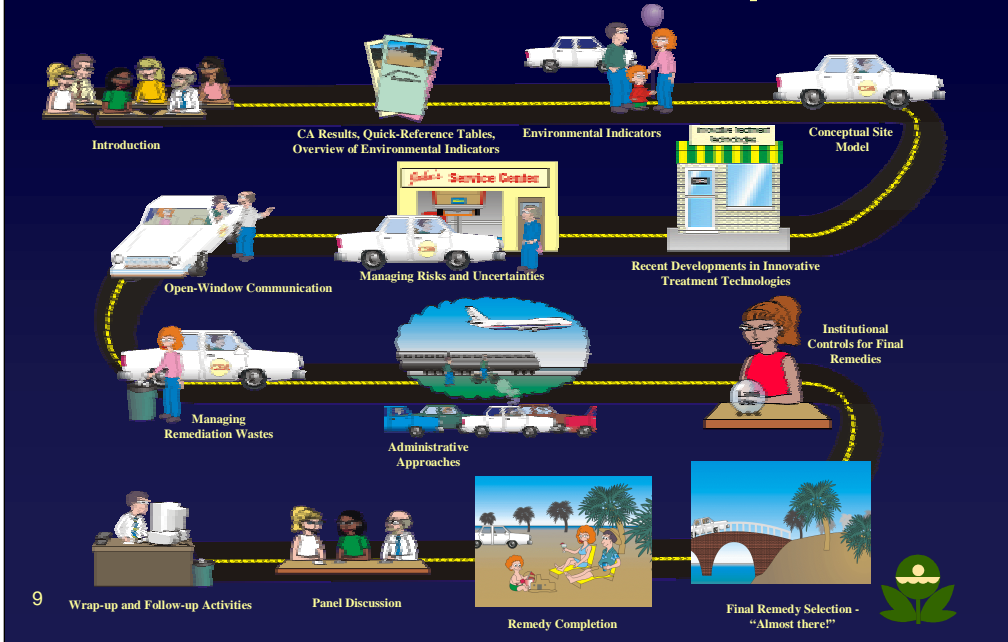 Introduction
CA Results, Quick-Reference Tables,
Overview of Environmental Indicators
Environmental Indicators
Conceptual Site
Model
Innovative Treatment
Technologies
Recent Developments in Innovative
Treatment Technologies
Service Center
Managing Risks and Uncertainties
Open-Window Communication
Managing
Remediation Wastes
Administrative
Approaches
Institutional
Controls for Final
Remedies
Final Remedy Selection -
“Almost there!”
Remedy Completion
Panel Discussion
Wrap-up and Follow-up Activities
9